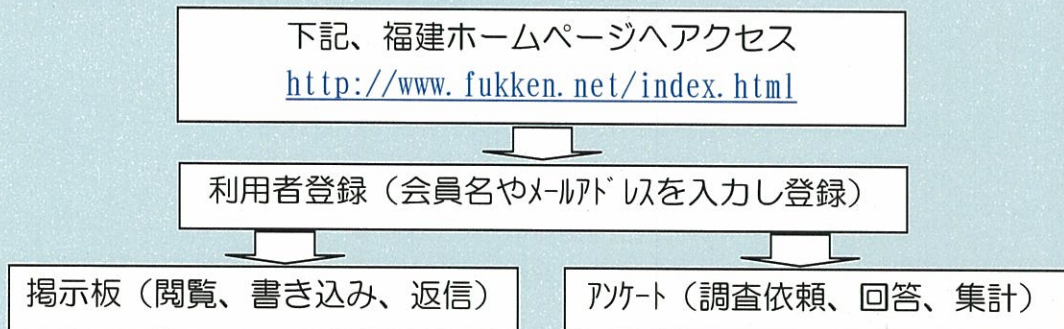 下記、福建ホームページへアクセス
http://www.fukken.net/index.html
利用者登録（会員名やﾒｰﾙｱﾄﾞﾚｽを入力し登録）
掲示板（閲覧、書き込み、返信）
ｱﾝｹｰﾄ（調査依頼、回答、集計）